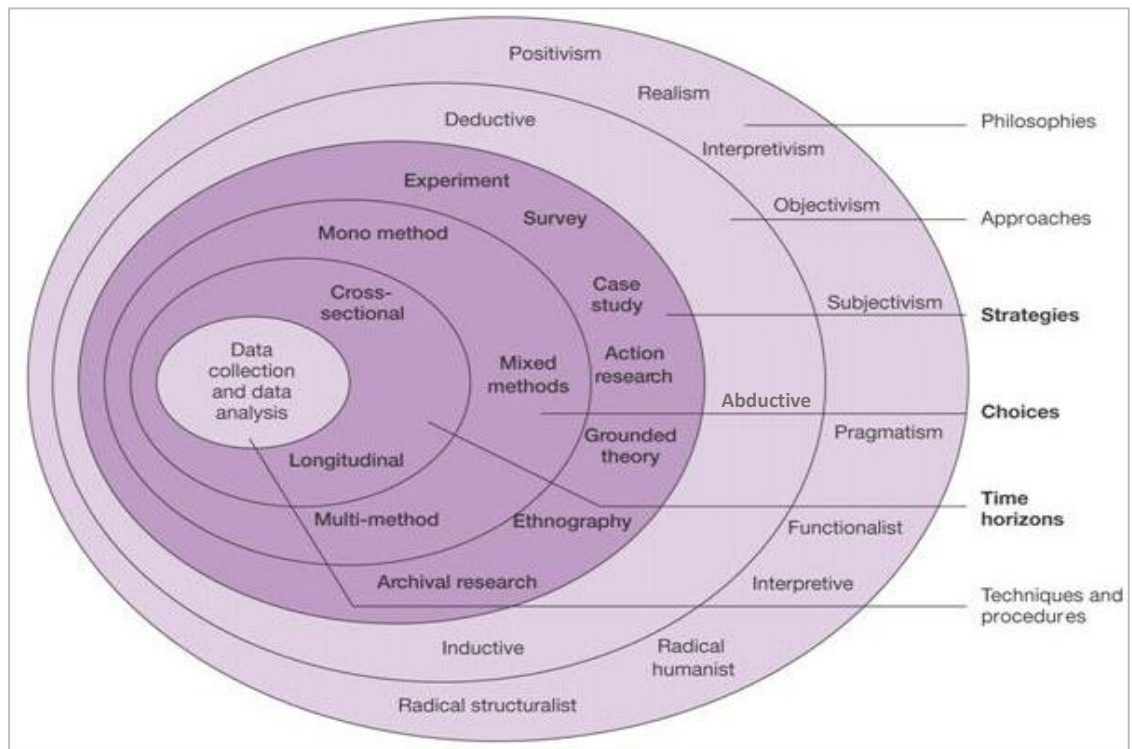 Positivism
Realism
Philosophies
Deductive
Interpretivism
Experiment
Objectivism
Survey
Approaches
Mono method
Case
study
Cross-
sectional
Subjectivism
Strategies
Data
collection
and data
analysis
Mixed
methods
Action
research
Abductive
Choices
Pragmatism
Grounded
theory
Longitudinal
Time
horizons
Multi-method
Ethnography
Functionalist
Archival research
Interpretive
Techniques and
procedures
Inductive
Radical
humanist
Radical structuralist